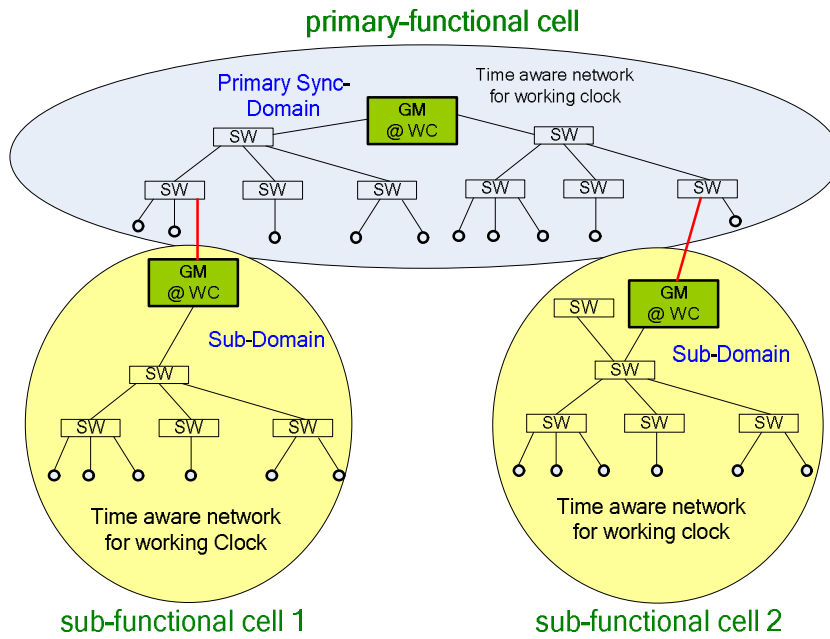 primary-functional cell
Primary Sync-
Domain
Time aware network
for working clock
GM
@ WC
SW
SW
SW
SW
SW
SW
SW
SW
GM
@ WC
Sub-Domain
SW
SW
SW
SW
Time aware network
for working Clock
sub-functional cell 1
GM
@ WC
SW
Sub-Domain
SW
SW
SW
SW
Time aware network
for working clock
sub-functional cell 2